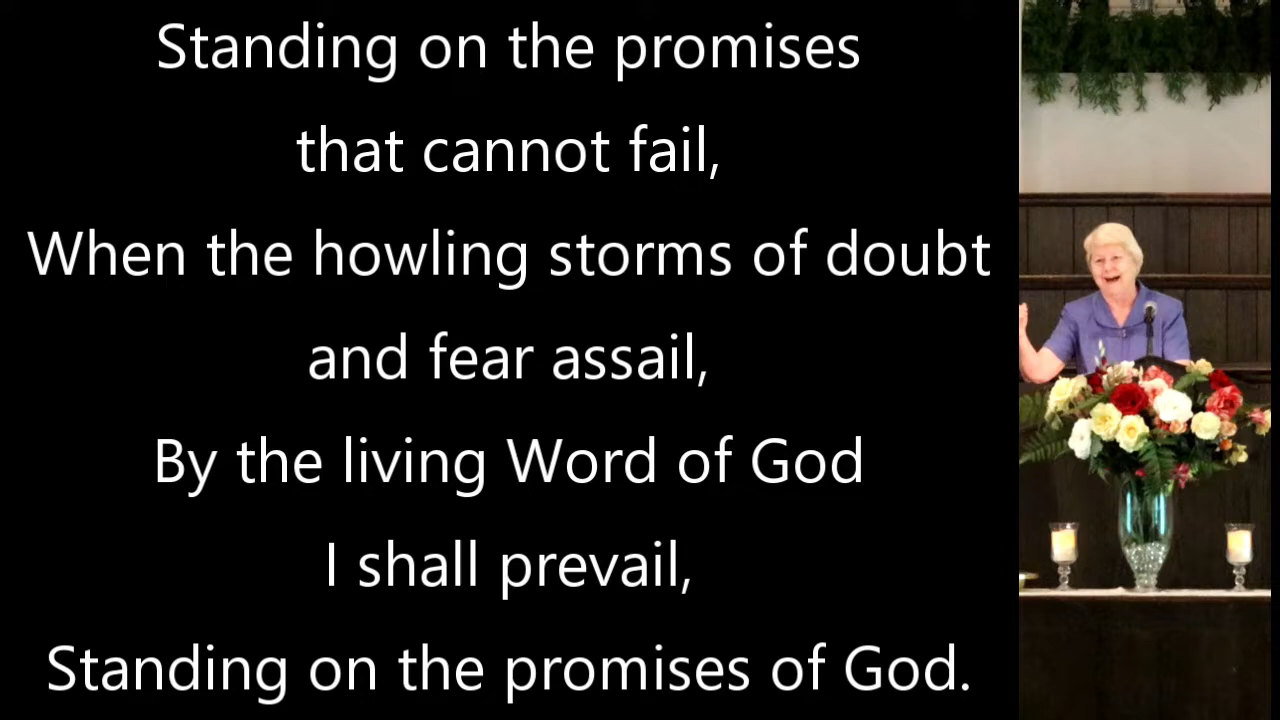 Standing on the promises
that cannot fail,
When the howling storms of doubt
and fear assail,
By the living Word of God
I shall prevail,
Standing on the promises of God.